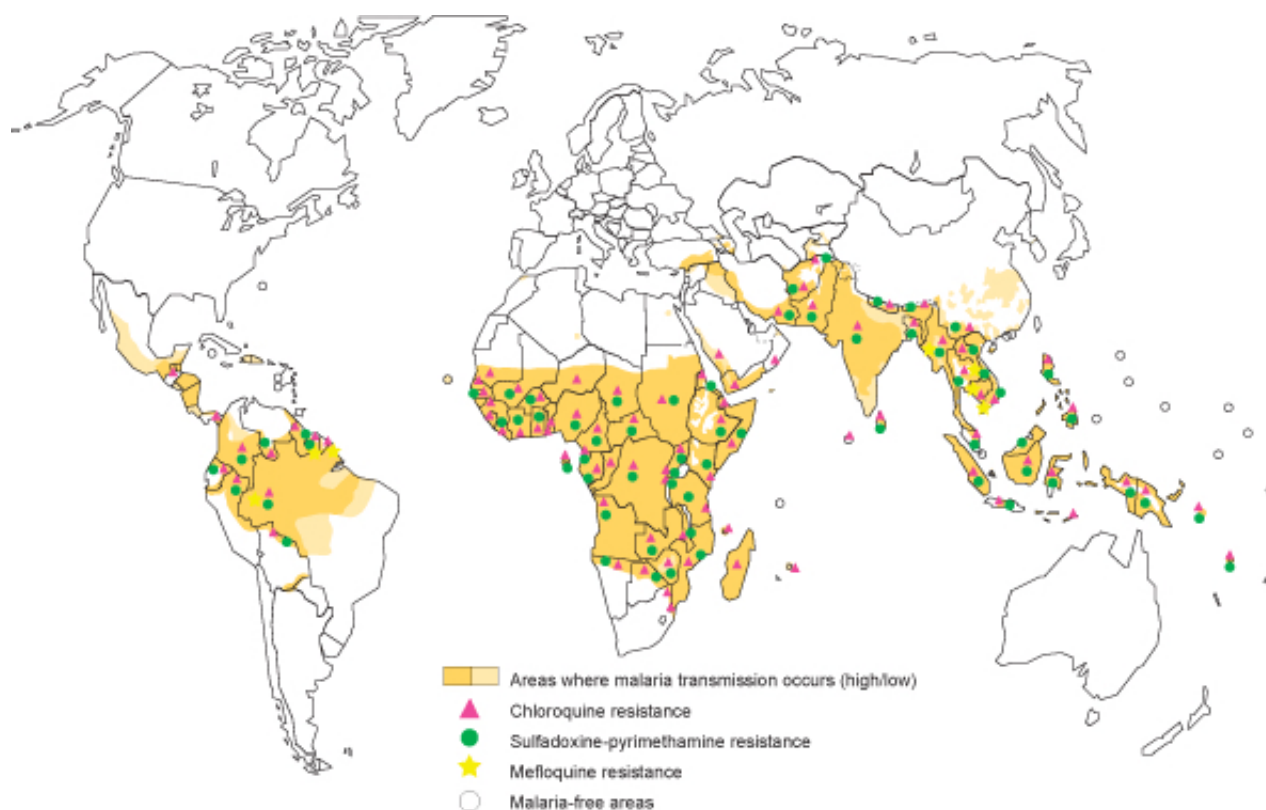 Areas where malaria transmission occurs (high/low)
Chloroquine resistance
Sulfadoxine-pyrimethamine resistance
Mefloquine resistance
Malaria-free areas